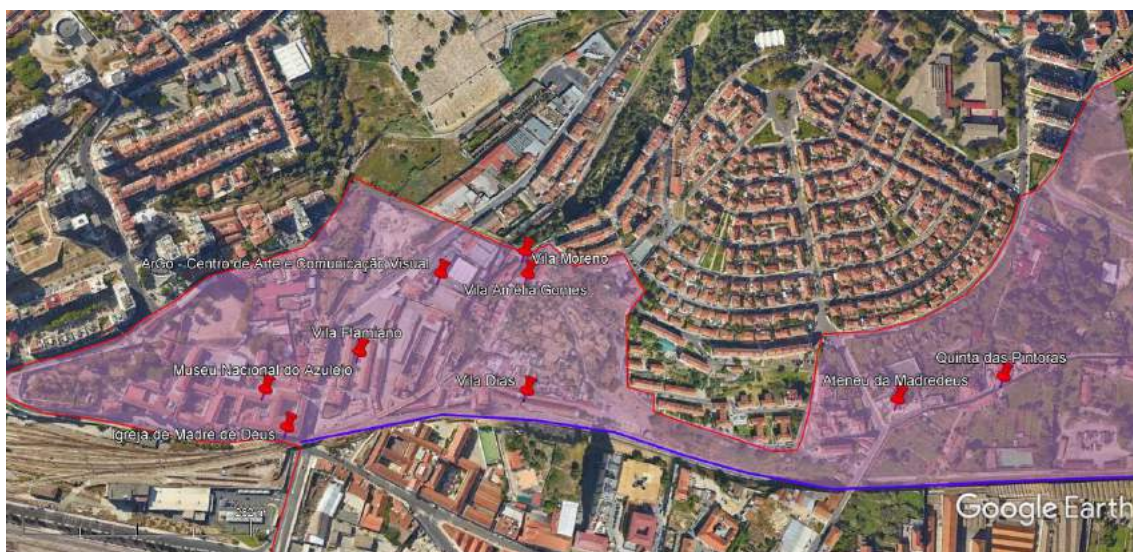 Vila Moreno
ArGo - Centro de Arte e Comunicação Visual
Vila Amélia Gomes
Vila Flamiano
Museu Nacional do Azulejo
Vila Dias
Quinta das Pintoras
Ateneu da Madredeus
Igreja de Madre de Deus
Google Earth